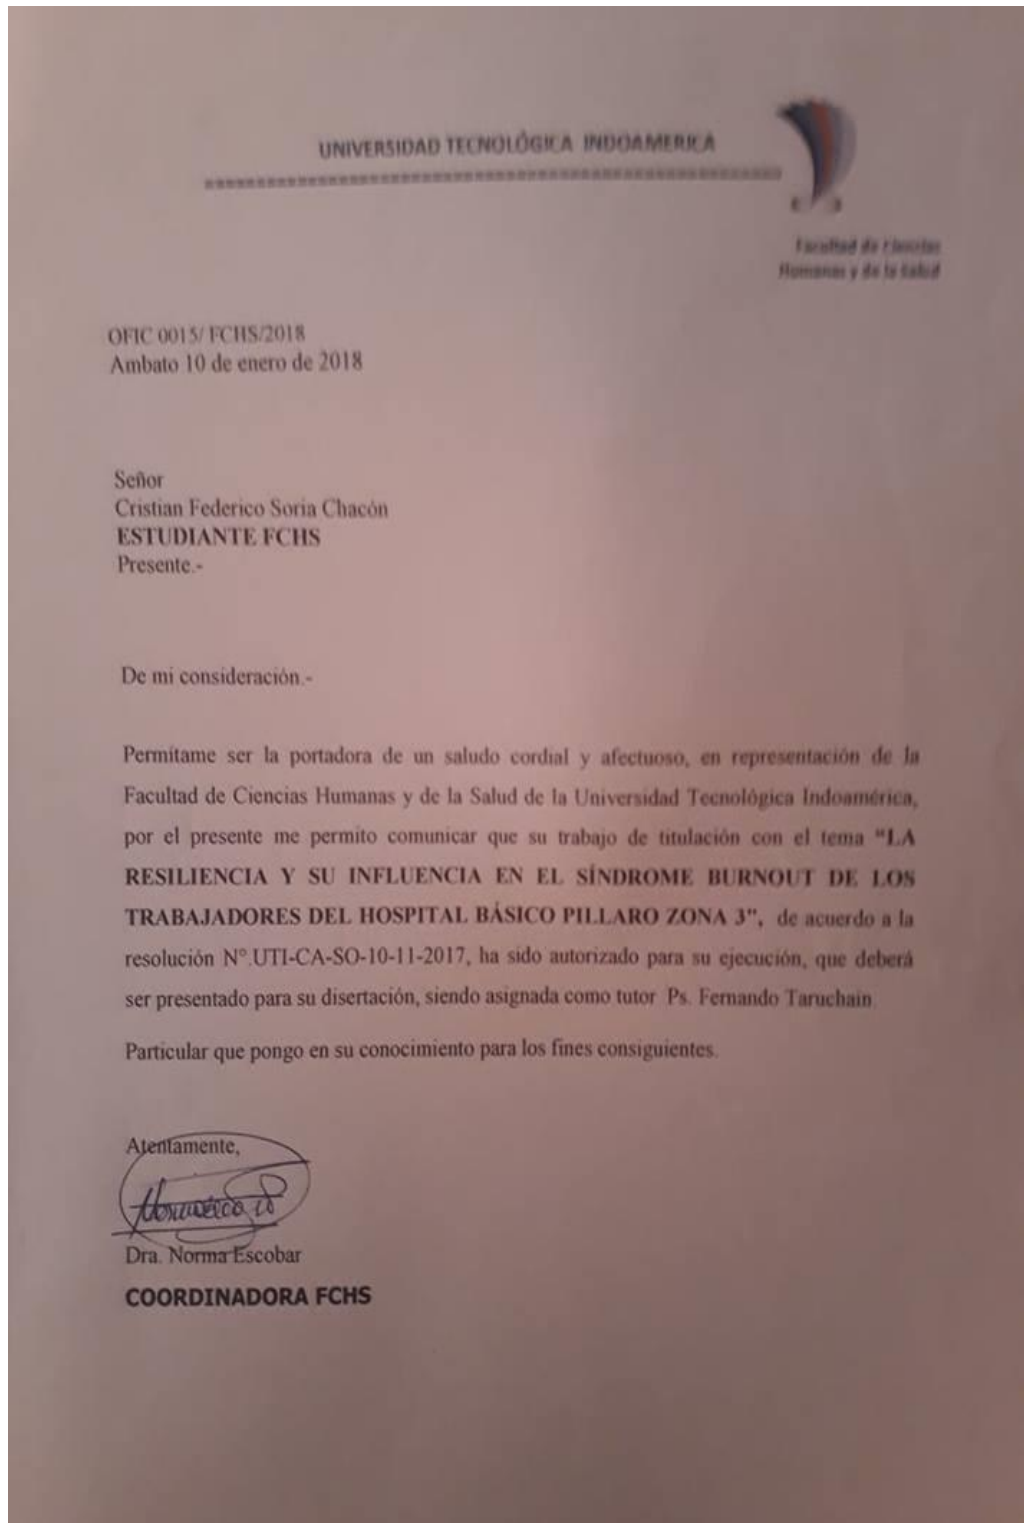 UNIVERSIDAD TECNOLÓGICA INDOAMERICA
Facultad de Ciencias
Humanas y de la Salud
OFIC 0015/ FCHS/2018
Ambato 10 de enero de 2018
Señor
Cristian Federico Soria Chacón
ESTUDIANTE FCHS
Presente.-
De mi consideración.-
Permítame ser la portadora de un saludo cordial y afectuoso, en representación de la
Facultad de Ciencias Humanas y de la Salud de la Universidad Tecnológica Indoamérica,
por el presente me permito comunicar que su trabajo de titulación con el tema “LA
RESILIENCIA Y SU INFLUENCIA EN EL SÍNDROME BURNOUT DE LOS
TRABAJADORES DEL HOSPITAL BÁSICO PILLARO ZONA 3”, de acuerdo a la
resolución N°.UTI-CA-SO-10-11-2017, ha sido autorizado para su ejecución, que deberá
ser presentado para su disertación, siendo asignada como tutor Ps. Fernando Taruchain.
Particular que pongo en su conocimiento para los fines consiguientes.
Atentamente,
Dra. Norma Escobar
COORDINADORA FCHS